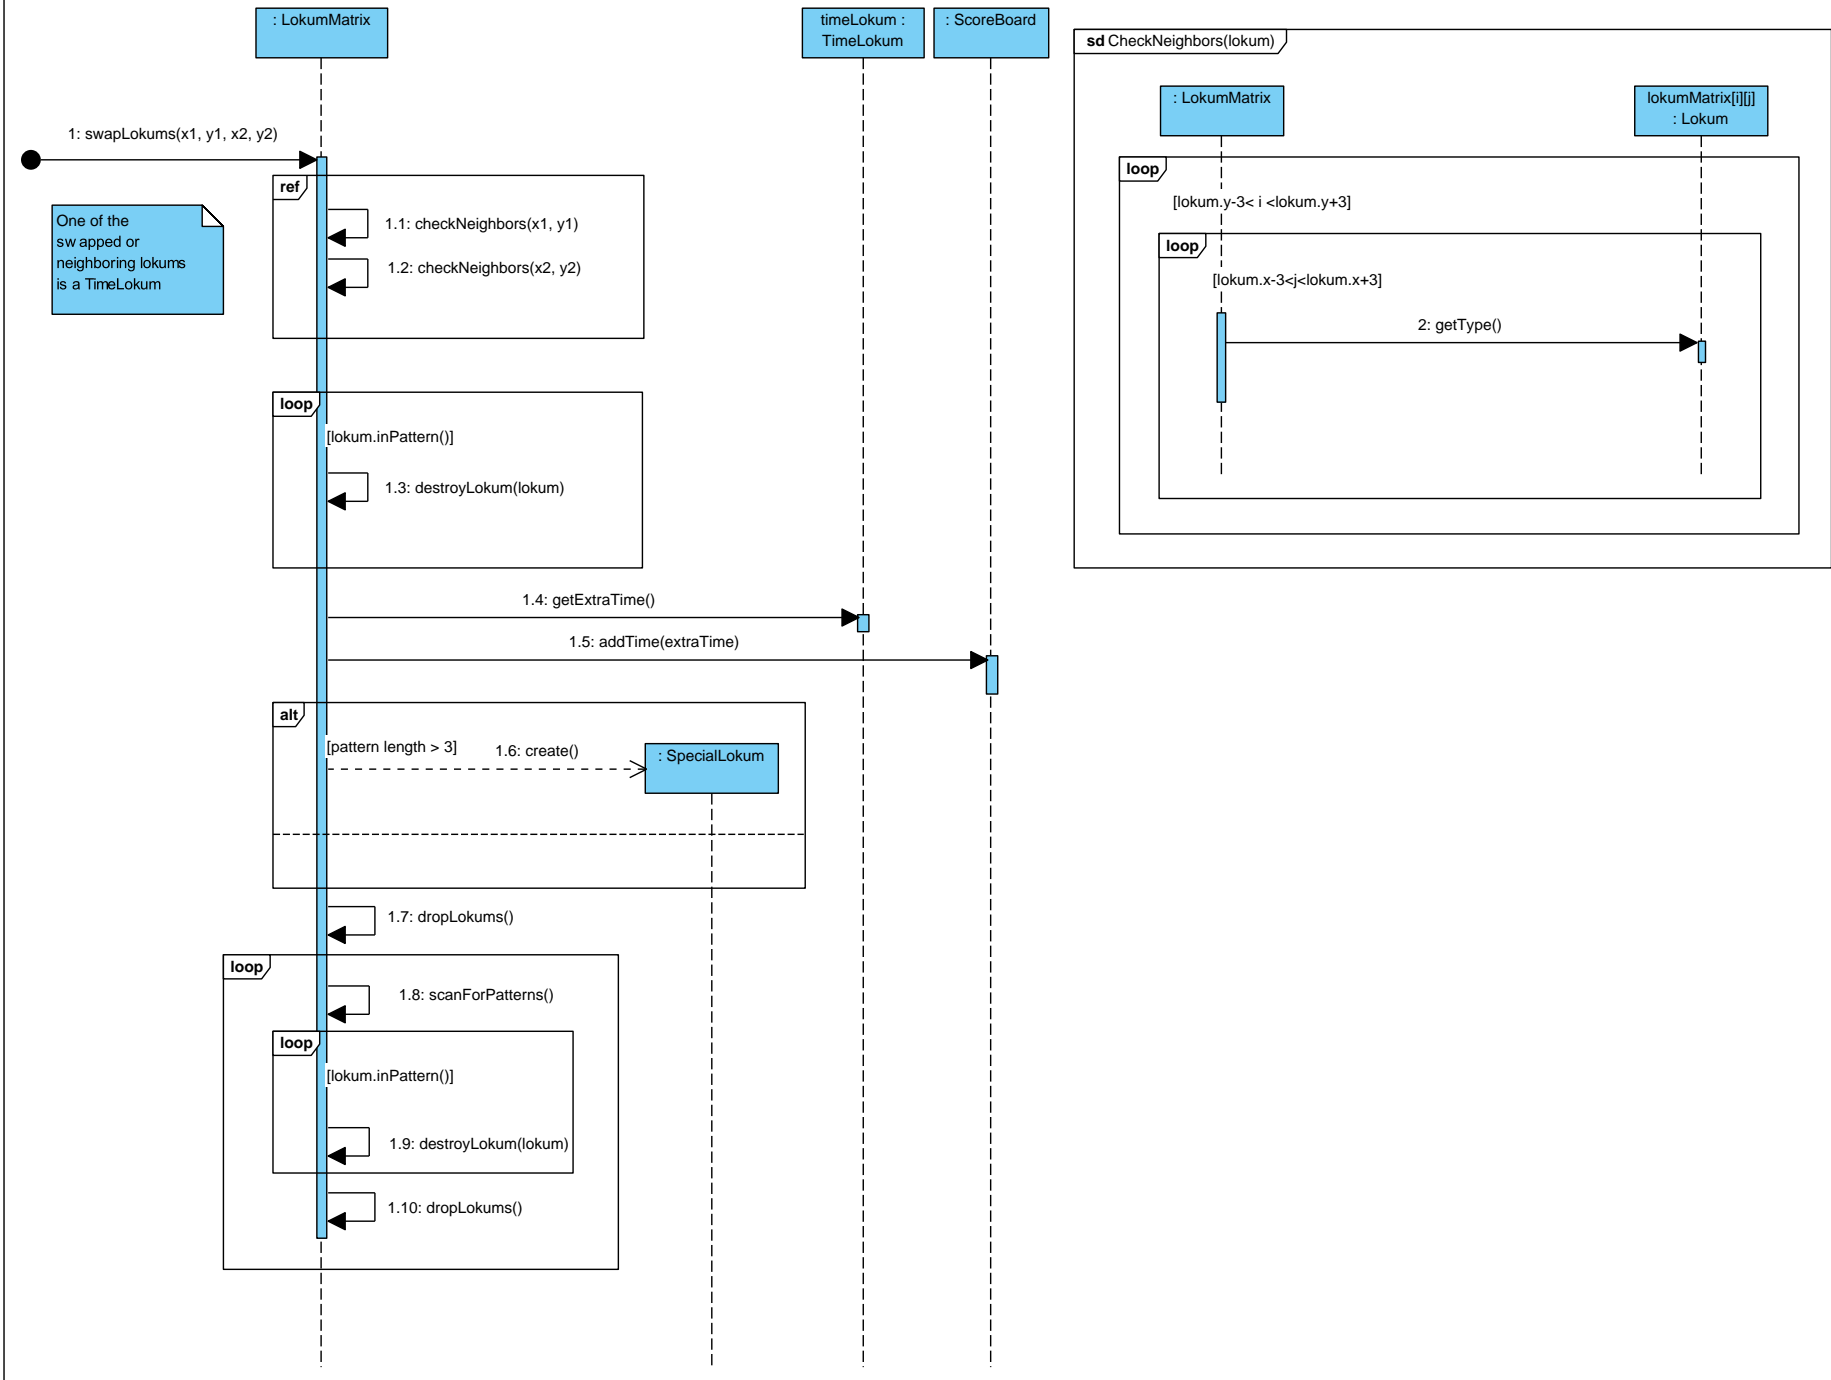 : LokumMatrix
timeLokum :
TimeLokum
: ScoreBoard
1: swapLokums(x1, y1, x2, y2)
One of the
swapped or
neighboring lokums
is a TimeLokum
ref
1.1: checkNeighbors(x1, y1)
1.2: checkNeighbors(x2, y2)
loop
[lokum.inPattern()]
1.3: destroyLokum(lokum)
1.4: getExtraTime()
1.5: addTime(extraTime)
alt
[pattern length > 3]
1.6: create()
: SpecialLokum
1.7: dropLokums()
loop
1.8: scanForPatterns()
loop
[lokum.inPattern()]
1.9: destroyLokum(lokum)
1.10: dropLokums()
sd CheckNeighbors(lokum)
: LokumMatrix
lokumMatrix[i][j]
: Lokum
loop
[lokum.y-3< i <lokum.y+3]
loop
[lokum.x-3<j<lokum.x+3]
2: getType()